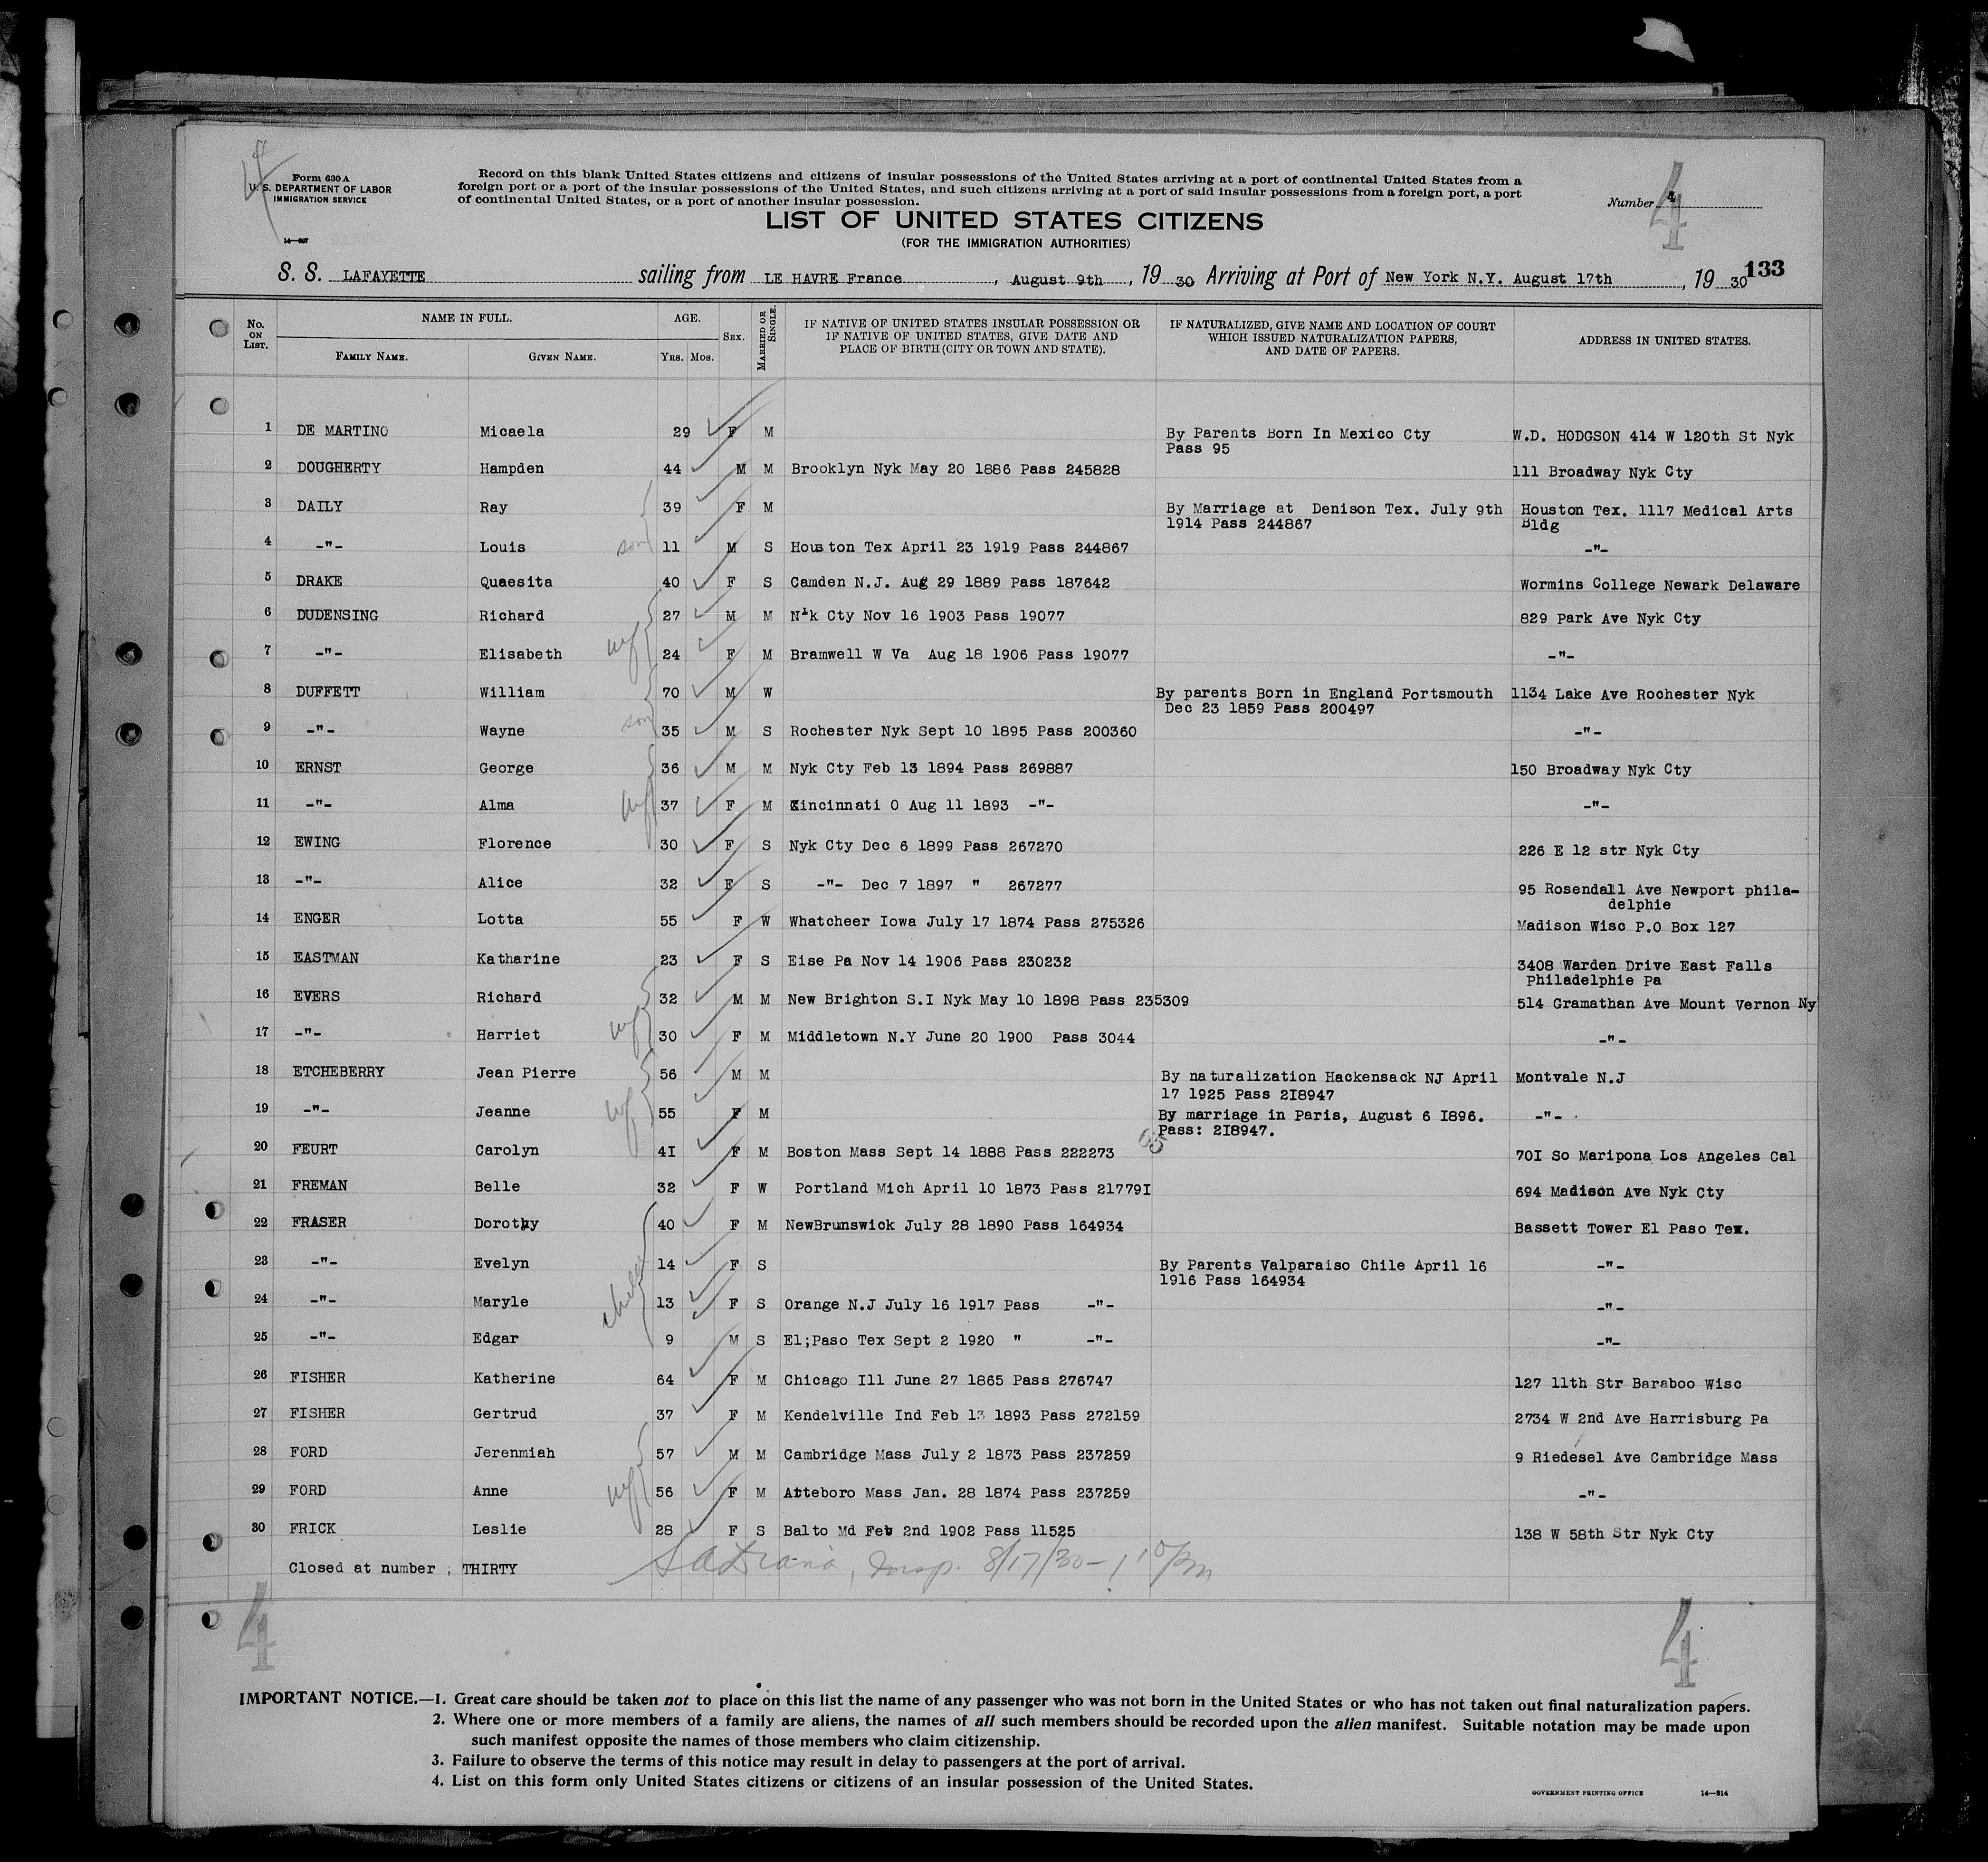 4
Form 630 A
U. S. DEPARTMENT OF LABOR
IMMIGRATION SERVICE
14—607
Record on this blank United States citizens and citizens of insular possessions of the United States arriving at a port of continental United States from a
foreign port or a port of the insular possessions of the United States, and such citizens arriving at a port of said insular possessions from a foreign port, a port
of continental United States, or a port of another insular possession.
Number 4
4
LIST OF UNITED STATES CITIZENS
(FOR THE IMMIGRATION AUTHORITIES)
S. S. LAFAYETTE sailing from LE HAVRE France, August 9th, 19 30 Arriving at Port of New York N.Y. August 17th, 19 30
133
No. ON LIST.
NAME IN FULL.
FAMILY NAME. GIVEN NAME.
AGE.
YRS. MOS.
SEX.
MARRIED OR SINGLE.
IF NATIVE OF UNITED STATES INSULAR POSSESSION OR
IF NATIVE OF UNITED STATES, GIVE DATE AND
PLACE OF BIRTH (CITY OR TOWN AND STATE).
IF NATURALIZED, GIVE NAME AND LOCATION OF COURT
WHICH ISSUED NATURALIZATION PAPERS,
AND DATE OF PAPERS.
ADDRESS IN UNITED STATES.
1 DE MARTINO Micaela 29 F M By Parents Born In Mexico Cty W.D. HODGSON 414 W 120th St Nyk
Pass 95
2 DOUGHERTY Hampden 44 M M Brooklyn Nyk May 20 1886 Pass 245828 111 Broadway Nyk Cty
3 DAILY Ray 39 F M By Marriage at Denison Tex. July 9th Houston Tex. 1117 Medical Arts
1914 Pass 244867 Bldg
4 -"- Louis son 11 M S Houston Tex April 23 1919 Pass 244867 -"-
5 DRAKE Quaesita 40 F S Camden N.J. Aug 29 1889 Pass 187642 Wormins College Newark Delaware
6 DUDENSING Richard 27 M M N1k Cty Nov 16 1903 Pass 19077 829 Park Ave Nyk Cty
7 -"- Elisabeth wf 24 F M Bramwell W Va Aug 18 1906 Pass 19077 -"-
8 DUFFETT William 70 M W By parents Born in England Portsmouth 1134 Lake Ave Rochester Nyk
Dec 23 1859 Pass 200497
9 -"- Wayne son 35 M S Rochester Nyk Sept 10 1895 Pass 200360 -"-
10 ERNST George 36 M M Nyk Cty Feb 13 1894 Pass 269887 150 Broadway Nyk Cty
11 -"- Alma wf 37 F M Cincinnati O Aug 11 1893 -"- -"-
12 EWING Florence 30 F S Nyk Cty Dec 6 1899 Pass 267270 226 E 12 str Nyk Cty
13 -"- Alice 32 F S -"- Dec 7 1897 " 267277 95 Rosendall Ave Newport phila-
delphie
14 ENGER Lotta 55 F W Whatcheer Iowa July 17 1874 Pass 275326 Madison Wisc P.O Box 127
15 EASTMAN Katharine 23 F S Eise Pa Nov 14 1906 Pass 230232 3408 Warden Drive East Falls
Philadelphie Pa
16 EVERS Richard 32 M M New Brighton S.I Nyk May 10 1898 Pass 235309 514 Gramathan Ave Mount Vernon Ny
17 -"- Harriet wf 30 F M Middletown N.Y June 20 1900 Pass 3044 -"-
18 ETCHEBERRY Jean Pierre 56 M M By naturalization Hackensack NJ April Montvale N.J
17 1925 Pass 2I8947
19 -"- Jeanne wf 55 F M By marriage in Paris, August 6 I896. -"-
Pass: 2I8947.
20 FEURT Carolyn 4I F M Boston Mass Sept 14 1888 Pass 222273 70I So Maripona Los Angeles Cal
21 FREMAN Belle 32 F W Portland Mich April 10 1873 Pass 21779I 694 Madison Ave Nyk Cty
22 FRASER Dorothy 40 F M NewBrunswick July 28 1890 Pass 164934 Bassett Tower El Paso Tex.
23 -"- Evelyn 14 F S By Parents Valparaiso Chile April 16 -"-
1916 Pass 164934
24 -"- Maryle 13 F S Orange N.J July 16 1917 Pass -"- -"-
25 -"- Edgar 9 M S El;Paso Tex Sept 2 1920 " -"- -"-
26 FISHER Katherine 64 F M Chicago Ill June 27 1865 Pass 276747 127 11th Str Baraboo Wisc
27 FISHER Gertrud 37 F M Kendelville Ind Feb 13 1893 Pass 272159 2734 W 2nd Ave Harrisburg Pa
28 FORD Jerenmiah 57 M M Cambridge Mass July 2 1873 Pass 237259 9 Riedesel Ave Cambridge Mass
29 FORD Anne wf 56 F M Atteboro Mass Jan. 28 1874 Pass 237259 -"-
30 FRICK Leslie 28 F S Balto Md Feb 2nd 1902 Pass 11525 138 W 58th Str Nyk Cty
Closed at number ; THIRTY
Insp. 8/17/30 - 1 10 pm
4
4
IMPORTANT NOTICE.—1. Great care should be taken not to place on this list the name of any passenger who was not born in the United States or who has not taken out final naturalization papers.
2. Where one or more members of a family are aliens, the names of all such members should be recorded upon the alien manifest. Suitable notation may be made upon
such manifest opposite the names of those members who claim citizenship.
3. Failure to observe the terms of this notice may result in delay to passengers at the port of arrival.
4. List on this form only United States citizens or citizens of an insular possession of the United States.
GOVERNMENT PRINTING OFFICE 14—214